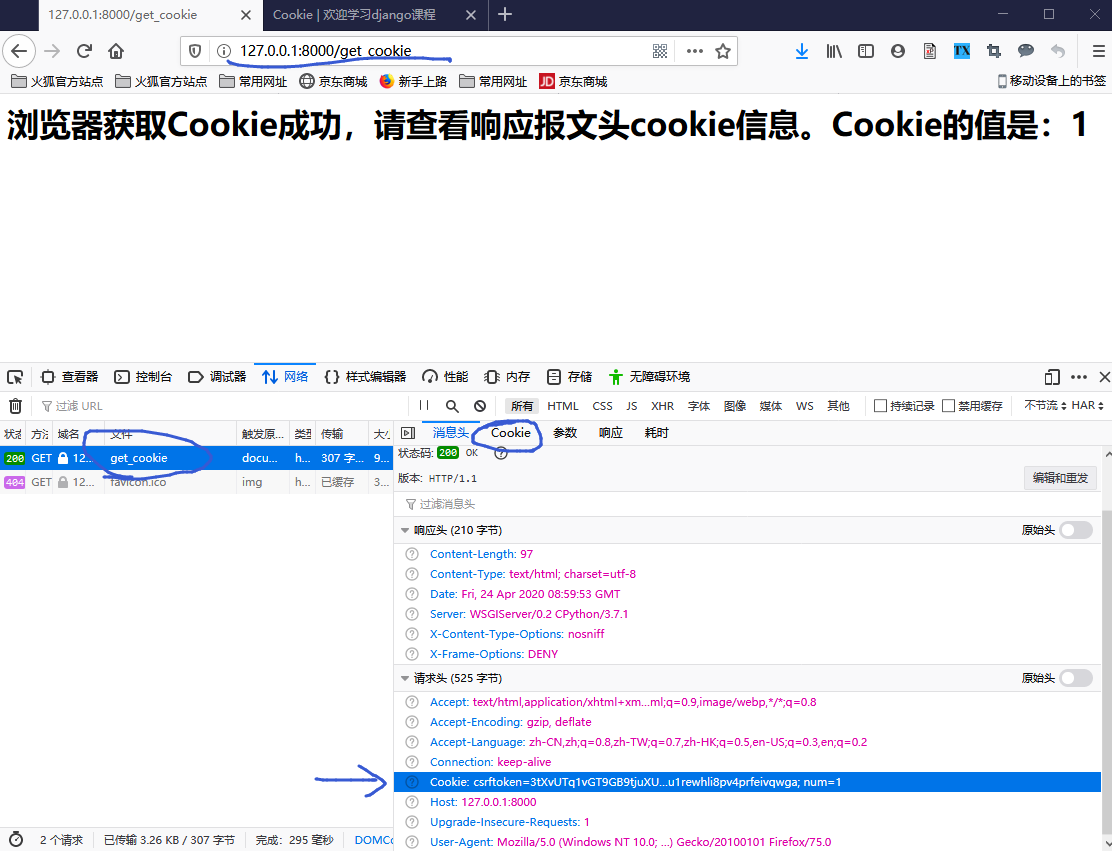 127.0.0.1:8000/get_cookie
Cookie | 欢迎学习django课程
127.0.0.1:8000/get_cookie
火狐官方站点 火狐官方站点 常用网址 京东商城 新手上路 常用网址 JD 京东商城 移动设备上的书签
浏览器获取Cookie成功，请查看响应报文头cookie信息。Cookie的值是：1
查看器 控制台 调试器 网络 样式编辑器 性能 内存 存储 无障碍环境
过滤 URL 所有 HTML CSS JS XHR 字体 图像 媒体 WS 其他 持续记录 禁用缓存 不节流 HAR
状态 方法 域名 文件 触发原... 类型 传输 大小 消息头 Cookie 参数 响应 耗时
200 GET 12... get_cookie docu... h... 307 字... 9...
404 GET 12... favicon.ico img h... 已缓存 3...
状态码: 200 OK
版本: HTTP/1.1 编辑和重发
过滤消息头
响应头 (210 字节) 原始头
Content-Length: 97
Content-Type: text/html; charset=utf-8
Date: Fri, 24 Apr 2020 08:59:53 GMT
Server: WSGIServer/0.2 CPython/3.7.1
X-Content-Type-Options: nosniff
X-Frame-Options: DENY
请求头 (525 字节) 原始头
Accept: text/html,application/xhtml+xm...ml;q=0.9,image/webp,*/*;q=0.8
Accept-Encoding: gzip, deflate
Accept-Language: zh-CN,zh;q=0.8,zh-TW;q=0.7,zh-HK;q=0.5,en-US;q=0.3,en;q=0.2
Connection: keep-alive
Cookie: csrftoken=3tXvUTq1vGT9GB9tjuXU...u1rewhli8pv4prfeivqwga; num=1
Host: 127.0.0.1:8000
Upgrade-Insecure-Requests: 1
User-Agent: Mozilla/5.0 (Windows NT 10.0; ...) Gecko/20100101 Firefox/75.0
2 个请求 已传输 3.26 KB / 307 字节 完成: 295 毫秒 DOMCo